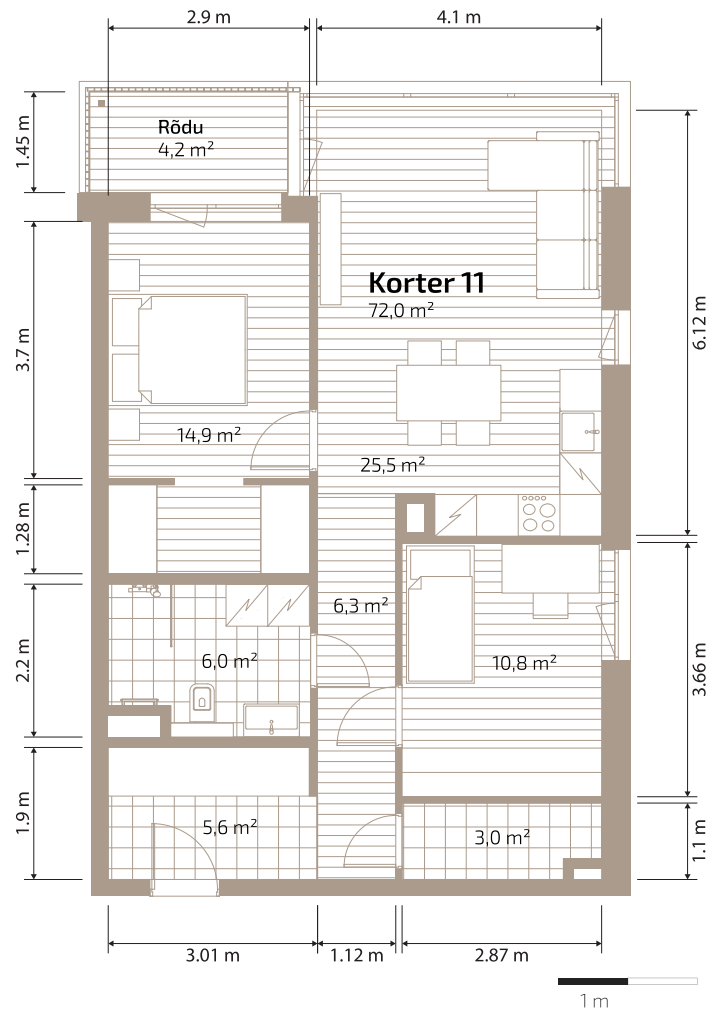 2.9 m
4.1 m
1.45 m
Rõdu
4,2 m²
Korter 11
72,0 m²
3.7 m
6.12 m
14,9 m²
25,5 m²
1.28 m
6,3 m²
2.2 m
6,0 m²
10,8 m²
3.66 m
1.9 m
5,6 m²
3,0 m²
1.1 m
3.01 m
1.12 m
2.87 m
1 m